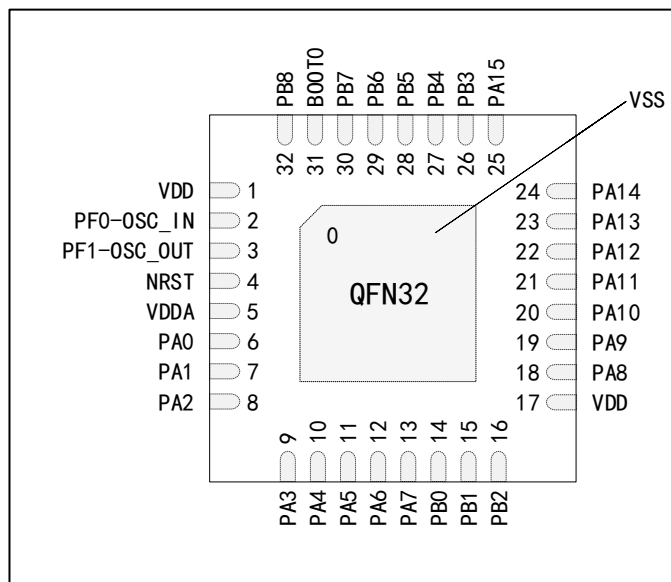 PB8 BOOT0 PB7 PB6 PB5 PB4 PB3 PA15
VSS
32 31 30 29 28 27 26 25
VDD 1
PF0-OSC_IN 2
PF1-OSC_OUT 3
NRST 4
VDDA 5
PA0 6
PA1 7
PA2 8
0
QFN32
24 PA14
23 PA13
22 PA12
21 PA11
20 PA10
19 PA9
18 PA8
17 VDD
9 10 11 12 13 14 15 16
PA3 PA4 PA5 PA6 PA7 PB0 PB1 PB2